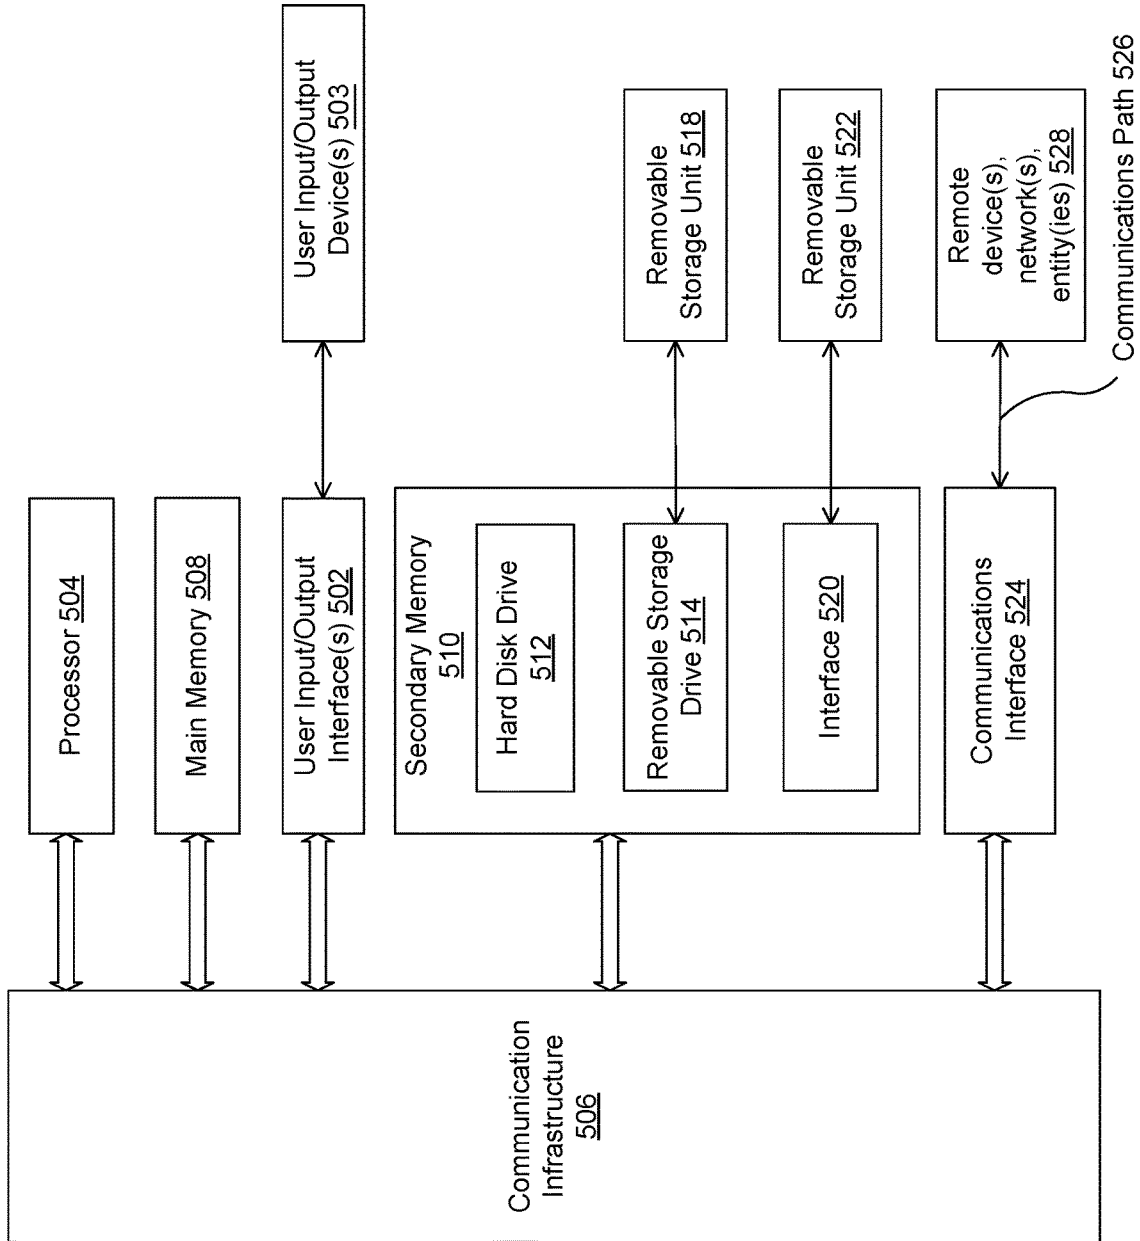 Processor 504
Main Memory 508
User Input/Output
Interface(s) 502
User Input/Output
Device(s) 503
Secondary Memory
510
Hard Disk Drive
512
Removable Storage
Drive 514
Removable
Storage Unit 518
Interface 520
Removable
Storage Unit 522
Communications
Interface 524
Remote
device(s),
network(s),
entity(ies) 528
Communications Path 526
Communication
Infrastructure
506